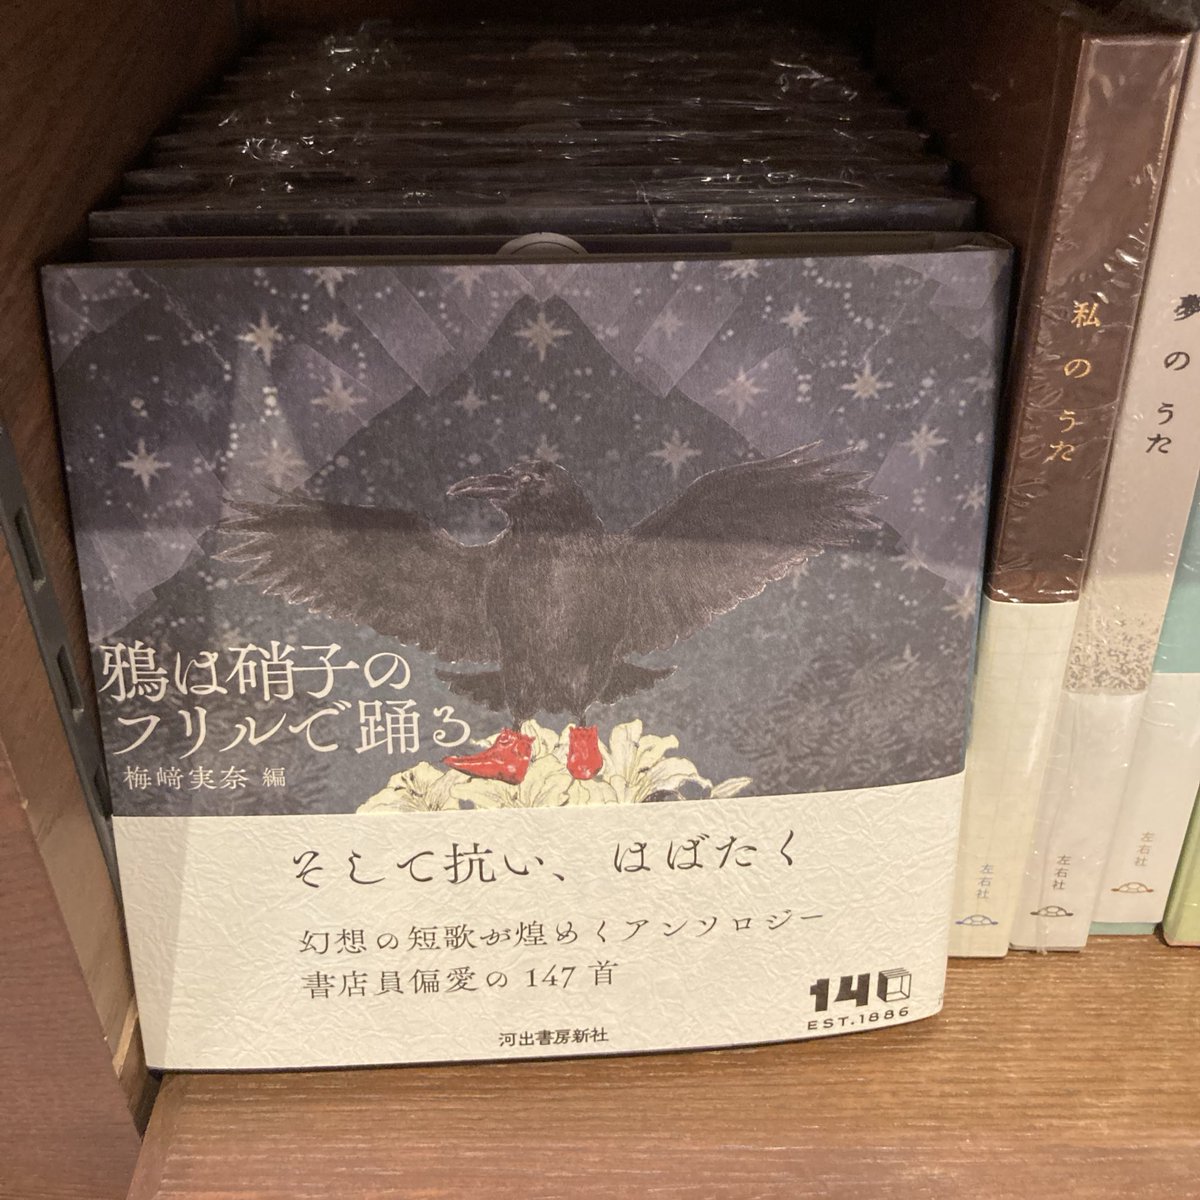 鴉は硝子の
フリルで踊る
梅﨑実奈 編
そして抗い、はばたく
幻想の短歌が煌めくアンソロジー
書店員偏愛の147首
河出書房新社
140
EST.1886
私のうた
夢のうた
左右社
左右社
左右社